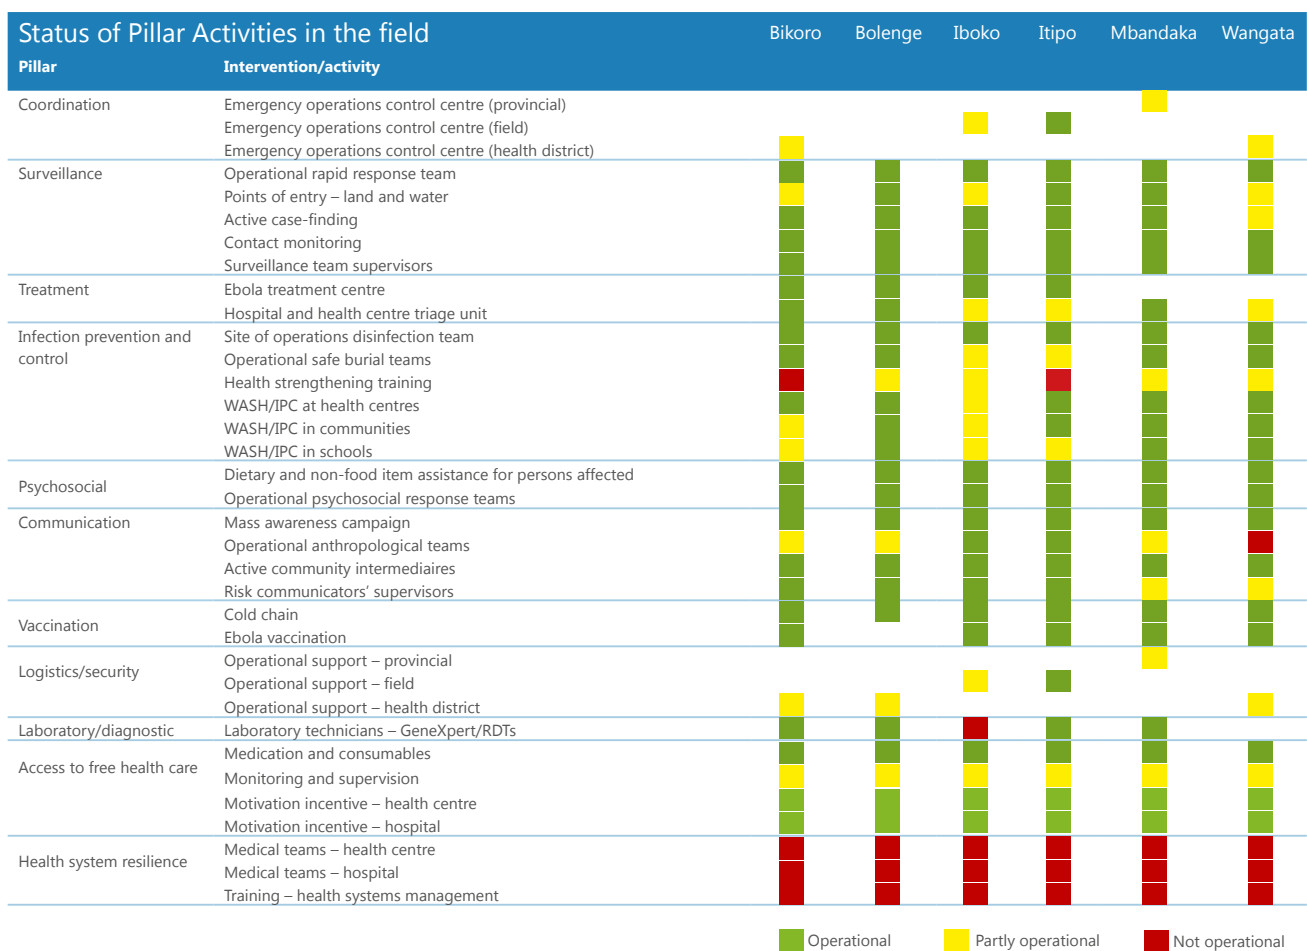 Status of Pillar Activities in the field Bikoro Bolenge Iboko Itipo Mbandaka Wangata
Pillar Intervention/activity
Coordination Emergency operations control centre (provincial)
Emergency operations control centre (field)
Emergency operations control centre (health district)
Surveillance Operational rapid response team
Points of entry – land and water
Active case-finding
Contact monitoring
Surveillance team supervisors
Treatment Ebola treatment centre
Hospital and health centre triage unit
Infection prevention and Site of operations disinfection team
control Operational safe burial teams
Health strengthening training
WASH/IPC at health centres
WASH/IPC in communities
WASH/IPC in schools
Psychosocial Dietary and non-food item assistance for persons affected
Operational psychosocial response teams
Communication Mass awareness campaign
Operational anthropological teams
Active community intermediaires
Risk communicators’ supervisors
Vaccination Cold chain
Ebola vaccination
Logistics/security Operational support – provincial
Operational support – field
Operational support – health district
Laboratory/diagnostic Laboratory technicians – GeneXpert/RDTs
Access to free health care Medication and consumables
Monitoring and supervision
Motivation incentive – health centre
Motivation incentive – hospital
Health system resilience Medical teams – health centre
Medical teams – hospital
Training – health systems management
Operational Partly operational Not operational